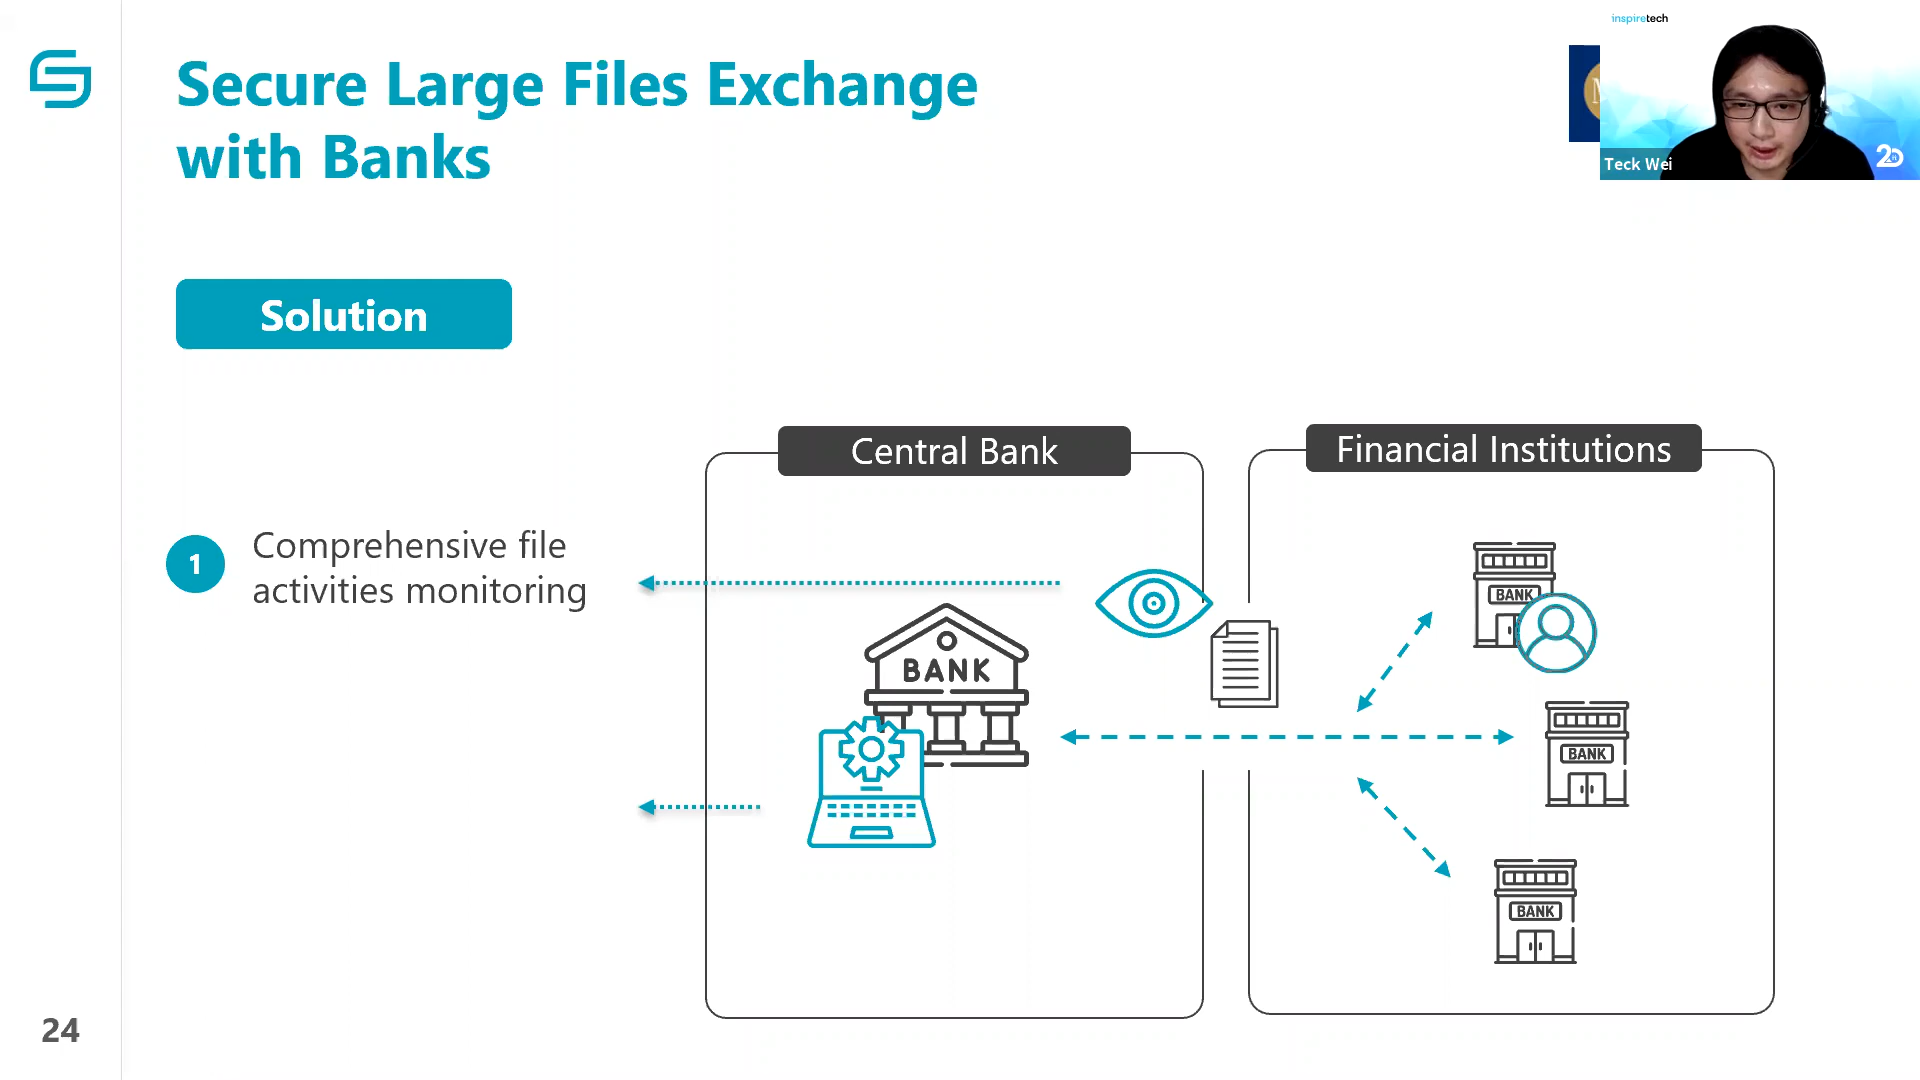 inspiretech
Secure Large Files Exchange
with Banks
Teck Wei
Solution
Central Bank
Financial Institutions
1
Comprehensive file
activities monitoring
BANK
BANK
BANK
BANK
24